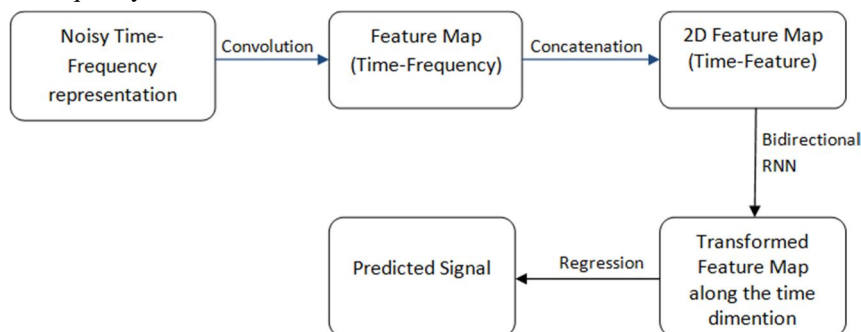 Noisy Time-
Frequency
representation
Convolution
Feature Map
(Time-Frequency)
Concatenation
2D Feature Map
(Time-Feature)
Bidirectional
RNN
Transformed
Feature Map
along the time
dimention
Regression
Predicted Signal